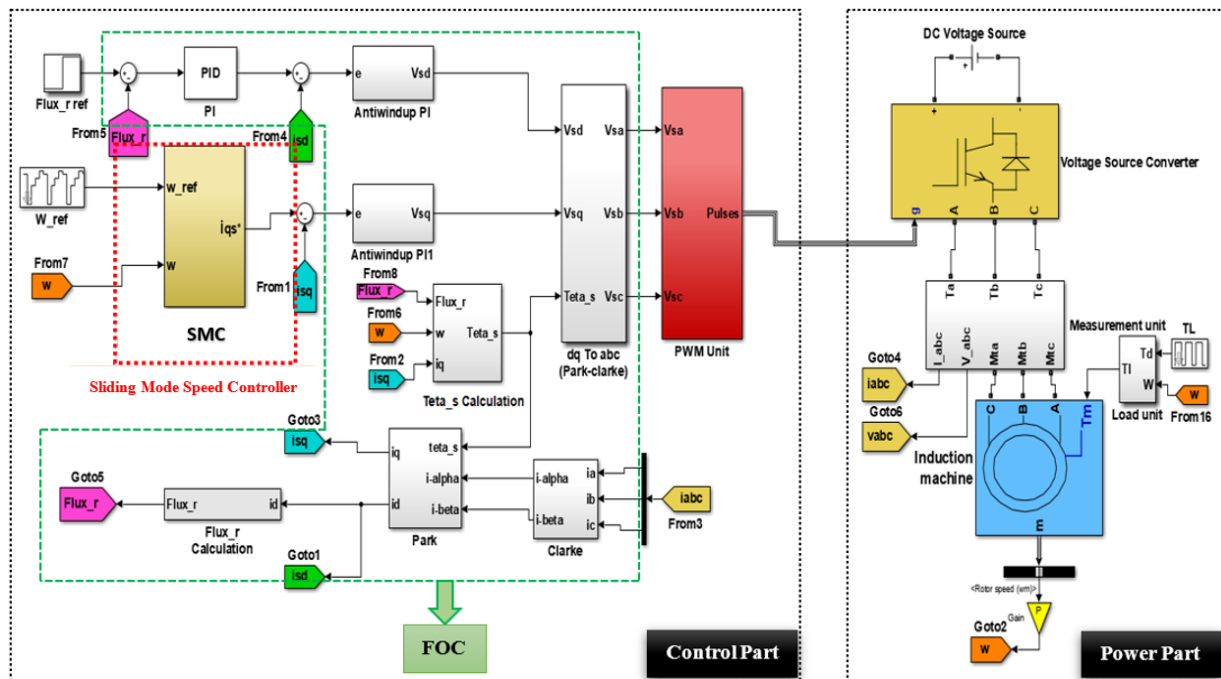 Flux_r ref
+
-
PID
PI
+
-
e
Vsd
Antiwindup PI
From5
Flux_r
From4
isd
W_ref
w_ref
w
iqs*
SMC
Sliding Mode Speed Controller
From7
W
+
-
From1
isq
e
Vsq
Antiwindup PI1
From8
Flux_r
From6
W
From2
isq
Flux_r
w
iq
Teta_s
Teta_s Calculation
Vsd
Vsq
Teta_s
Vsa
Vsb
Vsc
dq To abc
(Park-clarke)
Vsa
Vsb
Vsc
Pulses
PWM Unit
Goto3
isq
Goto5
Flux_r
Flux_r
id
Flux_r
Calculation
Goto1
isd
iq
id
teta_s
i-alpha
i-beta
Park
i-alpha
i-beta
ia
ib
ic
Clarke
iabc
From3
FOC
Control Part
DC Voltage Source
+
-
+
-
Voltage Source Converter
g
A
B
C
Ta
Tb
Tc
I_abc
V_abc
Mta
Mtb
Mtc
Measurement unit
TL
Goto4
iabc
Goto6
vabc
Tl
Td
W
Load unit
W
From16
C
B
A
Tm
Induction
machine
m
<Rotor speed (wm)>
P
Gain
Goto2
W
Power Part